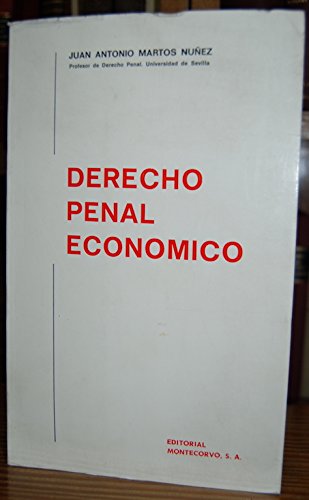 JUAN ANTONIO MARTOS NUÑEZ
Profesor de Derecho Penal. Universidad de Sevilla
DERECHO
PENAL
ECONOMICO
EDITORIAL
MONTECORVO, S. A.